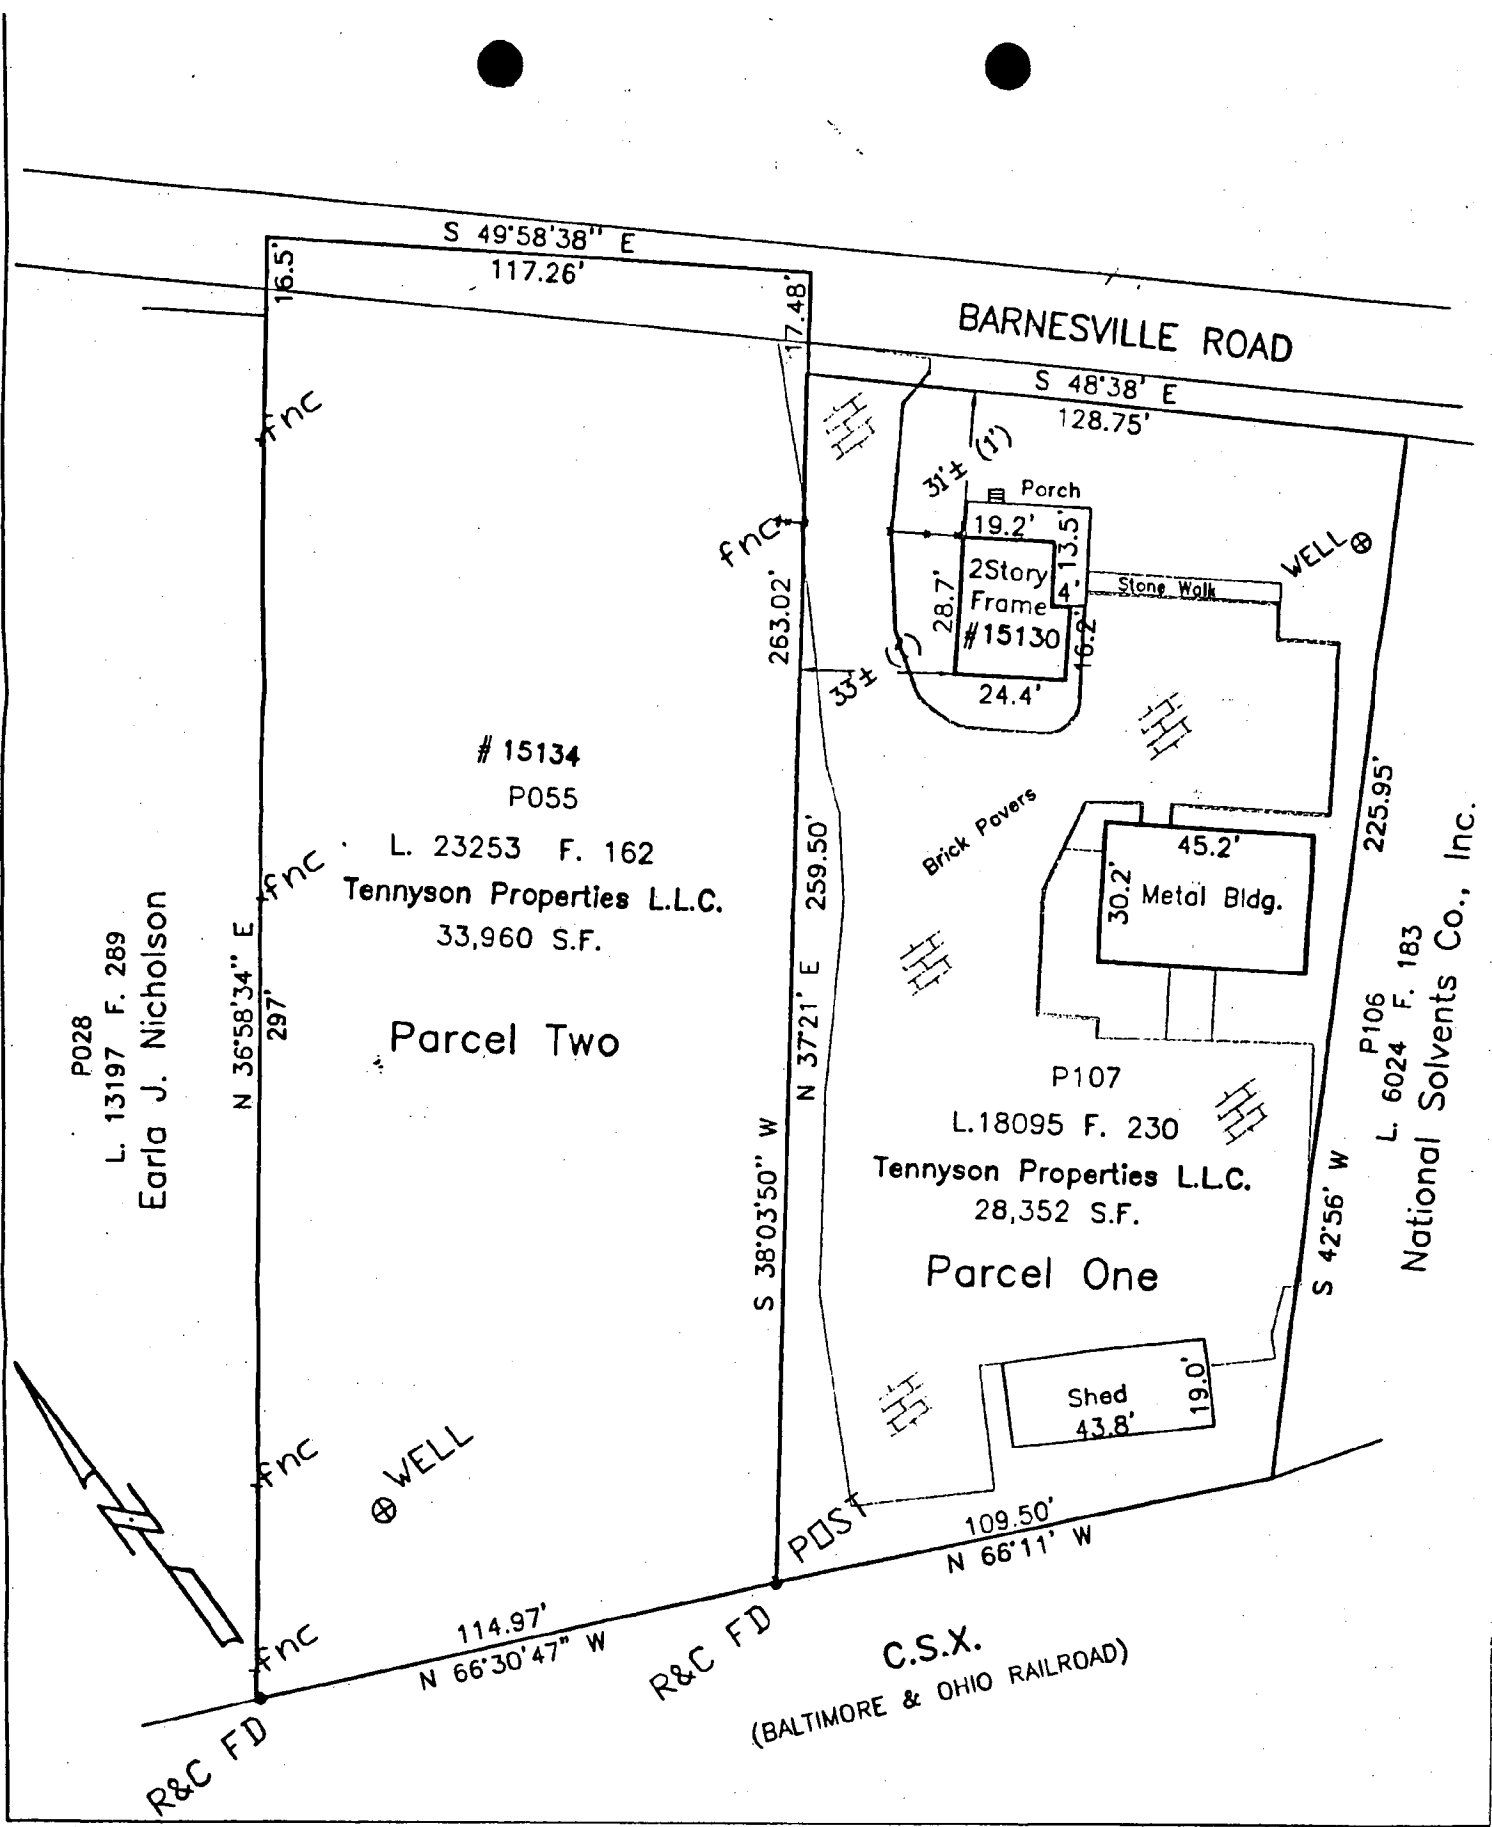 S 49°58'38" E
117.26'
16.5'
17.48'
BARNESVILLE ROAD
S 48°38' E
128.75'
fnc
31'± (1')
Porch
19.2'
13.5'
fnc
WELL
2Story
Frame
#15130
4'
28.7'
16.2'
Stone Walk
24.4'
33'±
263.02'
# 15134
P055
L. 23253 F. 162
Tennyson Properties L.L.C.
33,960 S.F.
Parcel Two
fnc
N 36°58'34" E
297'
P028
L. 13197 F. 289
Earla J. Nicholson
259.50'
N 37°21' E
S 38°03'50" W
Brick Pavers
45.2'
30.2'
Metal Bldg.
225.95'
S 42°56' W
P106
L. 6024 F. 183
National Solvents Co., Inc.
P107
L.18095 F. 230
Tennyson Properties L.L.C.
28,352 S.F.
Parcel One
Shed
43.8'
19.0'
fnc
WELL
POST
109.50'
N 66°11' W
fnc
114.97'
N 66°30'47" W
R&C FD
R&C FD
C.S.X.
(BALTIMORE & OHIO RAILROAD)